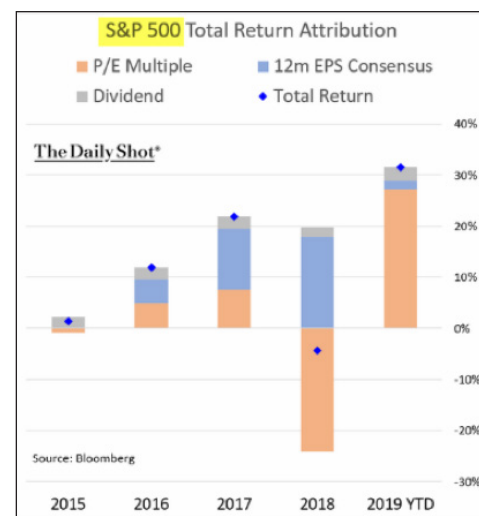 S&P 500 Total Return Attribution
P/E Multiple 12m EPS Consensus
Dividend Total Return
The Daily Shot®
40%
30%
20%
10%
0%
-10%
-20%
-30%
Source: Bloomberg
2015 2016 2017 2018 2019 YTD